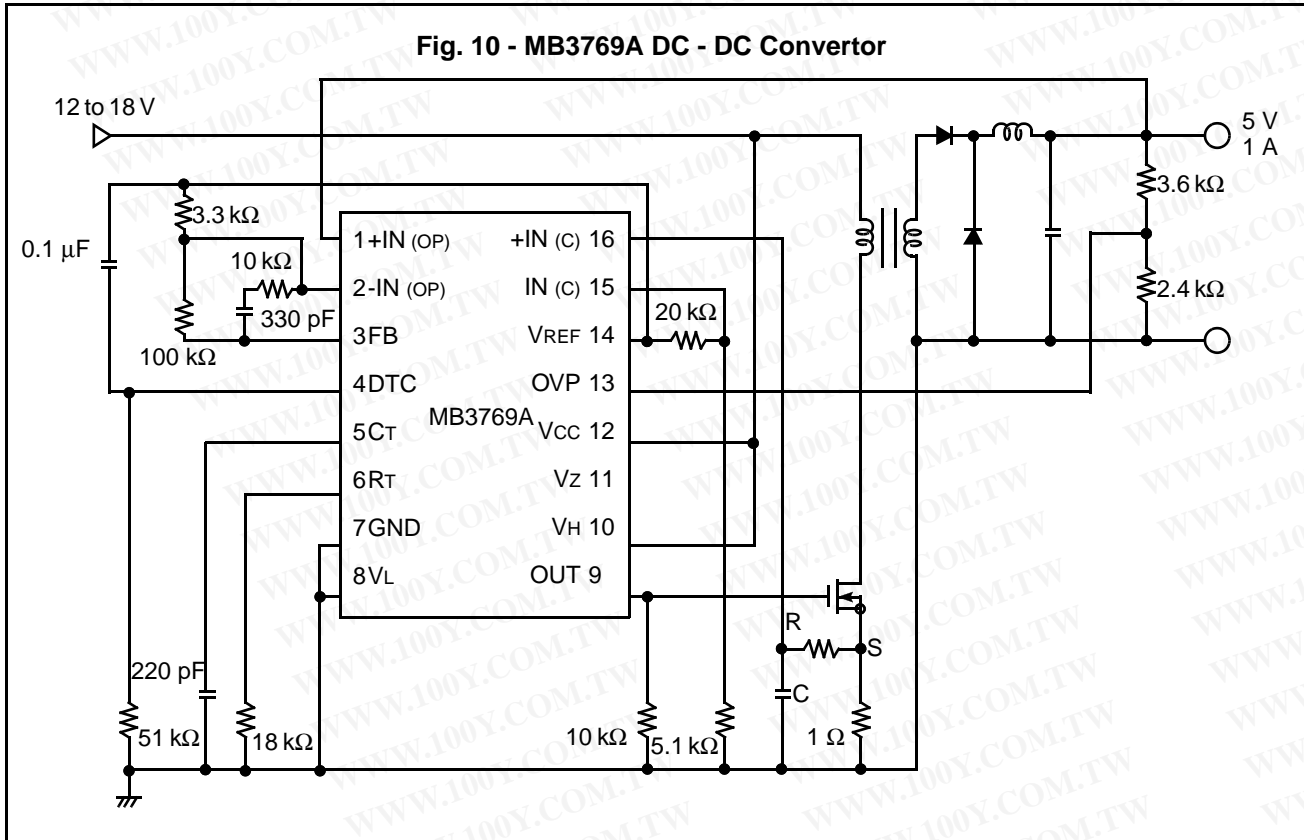 Fig. 10 - MB3769A DC - DC Convertor
12 to 18 V
5 V
1 A
3.6 kΩ
2.4 kΩ
0.1 μF
3.3 kΩ
10 kΩ
330 pF
100 kΩ
1 +IN (OP)
2 -IN (OP)
3 FB
4 DTC
5 CT
6 RT
7 GND
8 VL
MB3769A
+IN (C) 16
IN (C) 15
VREF 14
OVP 13
VCC 12
VZ 11
VH 10
OUT 9
20 kΩ
R
S
C
220 pF
51 kΩ
18 kΩ
10 kΩ
5.1 kΩ
1 Ω
WWW.100Y.COM.TW